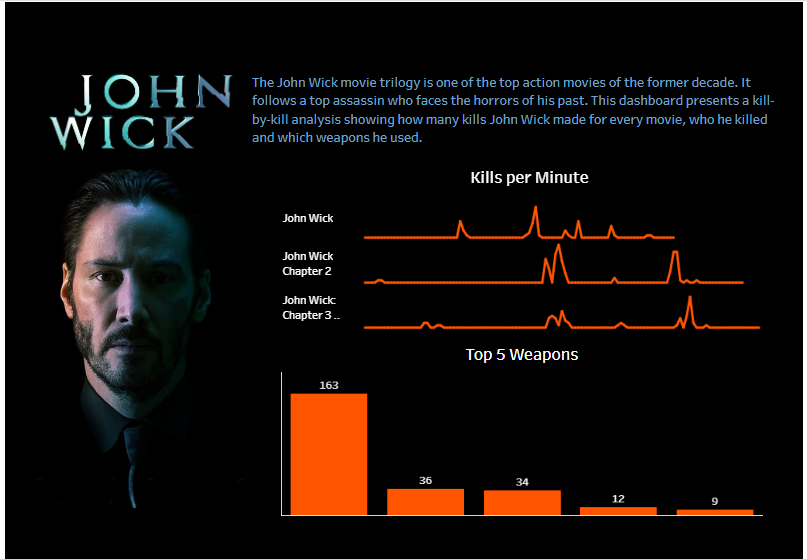 JOHN
WICK
The John Wick movie trilogy is one of the top action movies of the former decade. It
follows a top assassin who faces the horrors of his past. This dashboard presents a kill-
by-kill analysis showing how many kills John Wick made for every movie, who he killed
and which weapons he used.
Kills per Minute
John Wick
John Wick
Chapter 2
John Wick:
Chapter 3 ..
Top 5 Weapons
163
36
34
12
9